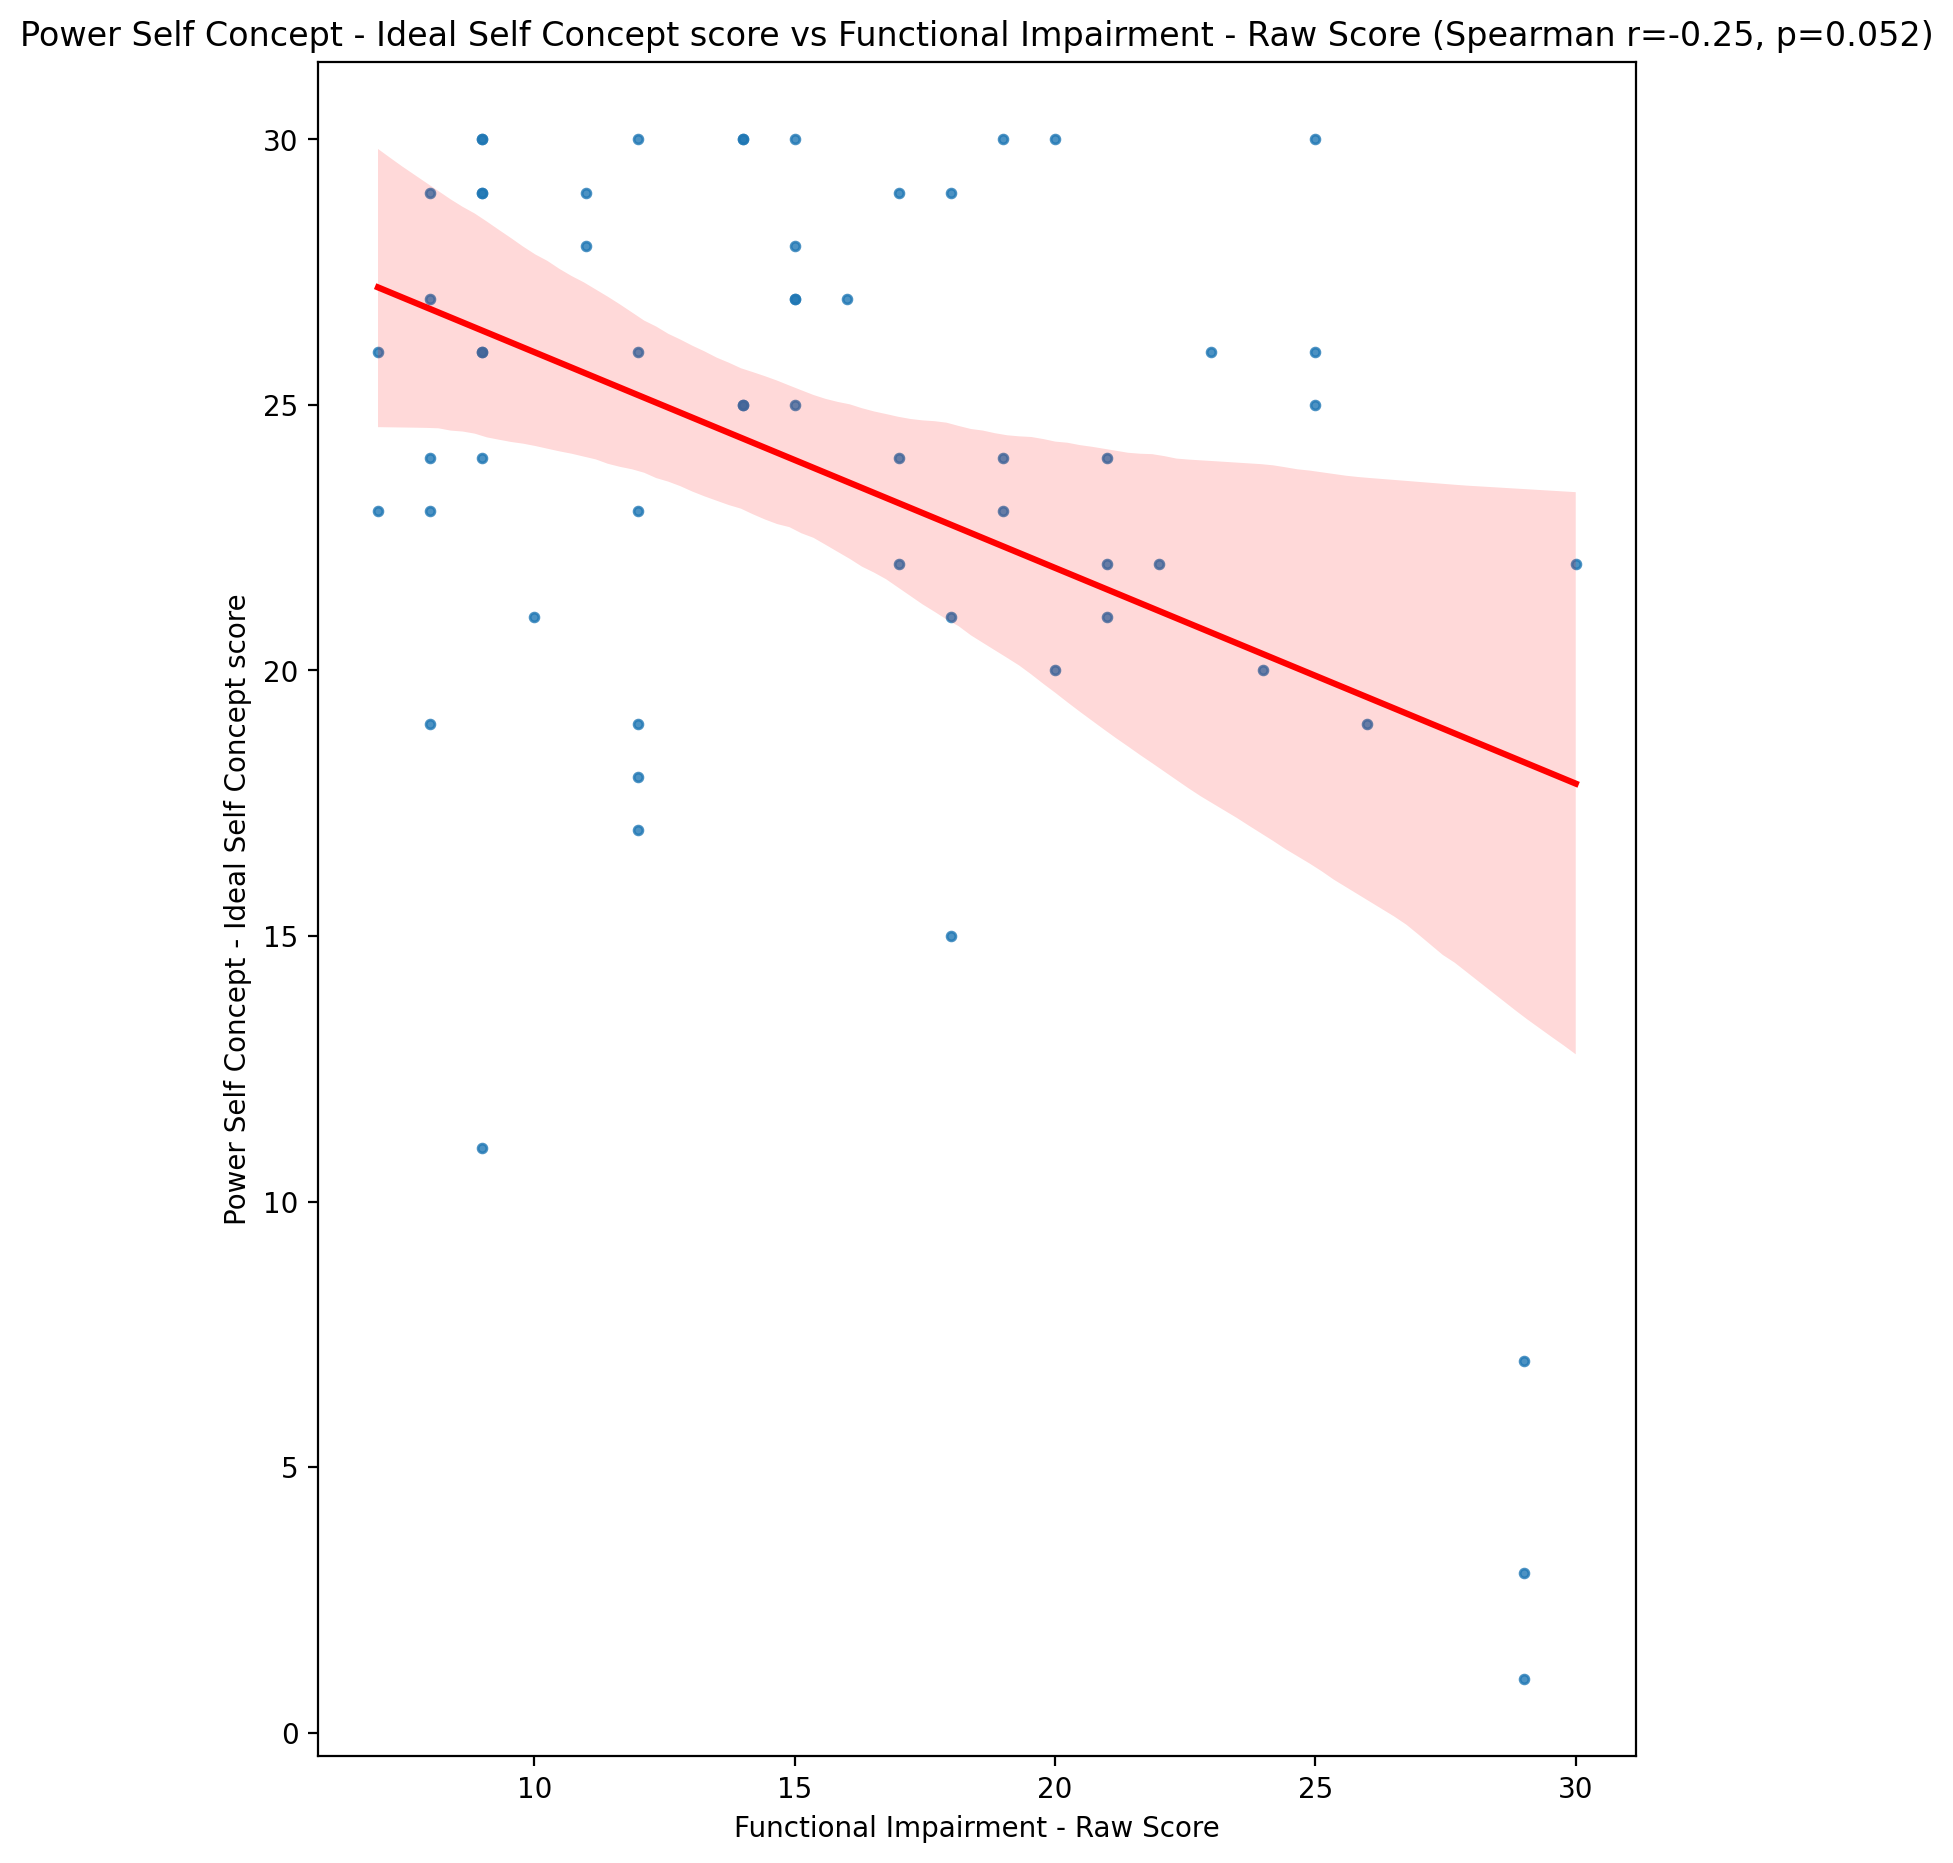 Power Self Concept - Ideal Self Concept score vs Functional Impairment - Raw Score (Spearman r=-0.25, p=0.052)
30
25
20
15
10
5
0
Power Self Concept - Ideal Self Concept score
10 15 20 25 30
Functional Impairment - Raw Score